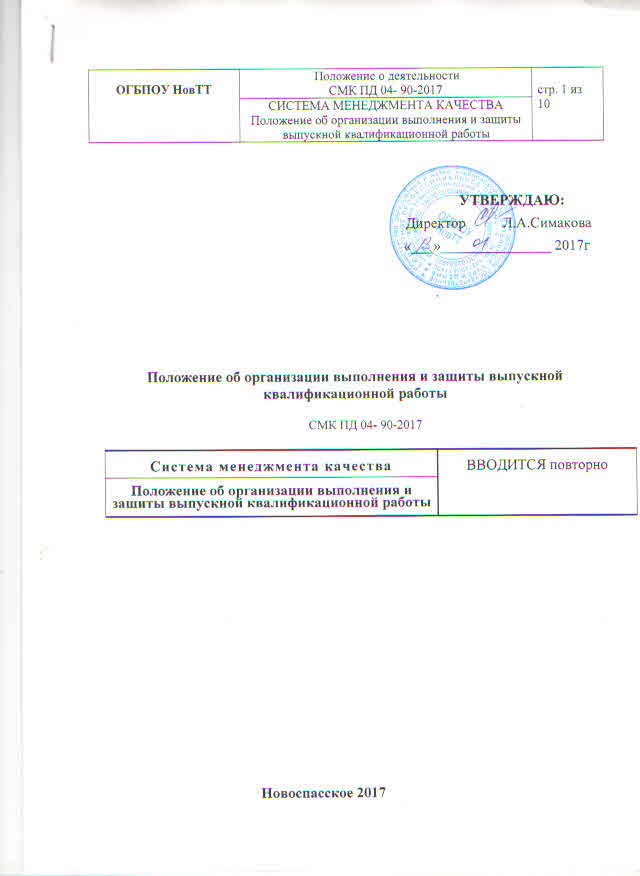 ОГБПОУ НовТТ
Положение о деятельности
СМК ПД 04- 90-2017
СИСТЕМА МЕНЕДЖМЕНТА КАЧЕСТВА
Положение об организации выполнения и защиты
выпускной квалификационной работы
стр. 1 из
10
УТВЕРЖДАЮ:
Директор Л.А.Симакова
« » 01 2017г
ОГБПОУ
НовТТ
Положение об организации выполнения и защиты выпускной
квалификационной работы
СМК ПД 04- 90-2017
Система менеджмента качества
Положение об организации выполнения и
защиты выпускной квалификационной работы
ВВОДИТСЯ повторно
Новоспасское 2017